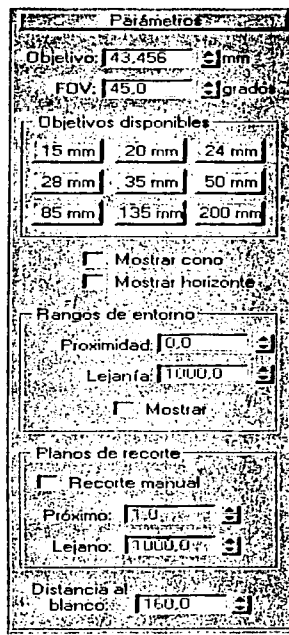 Parámetros
Objetivo: 43,456 mm
FOV: 45,0 grados
Objetivos disponibles
15 mm 20 mm 24 mm
28 mm 35 mm 50 mm
85 mm 135 mm 200 mm
Mostrar cono
Mostrar horizonte
Rangos de entorno
Proximidad: 0,0
Lejanía: 1000,0
Mostrar
Planos de recorte
Recorte manual
Próximo: 1,0
Lejano: 1000,0
Distancia al
blanco: 160,0